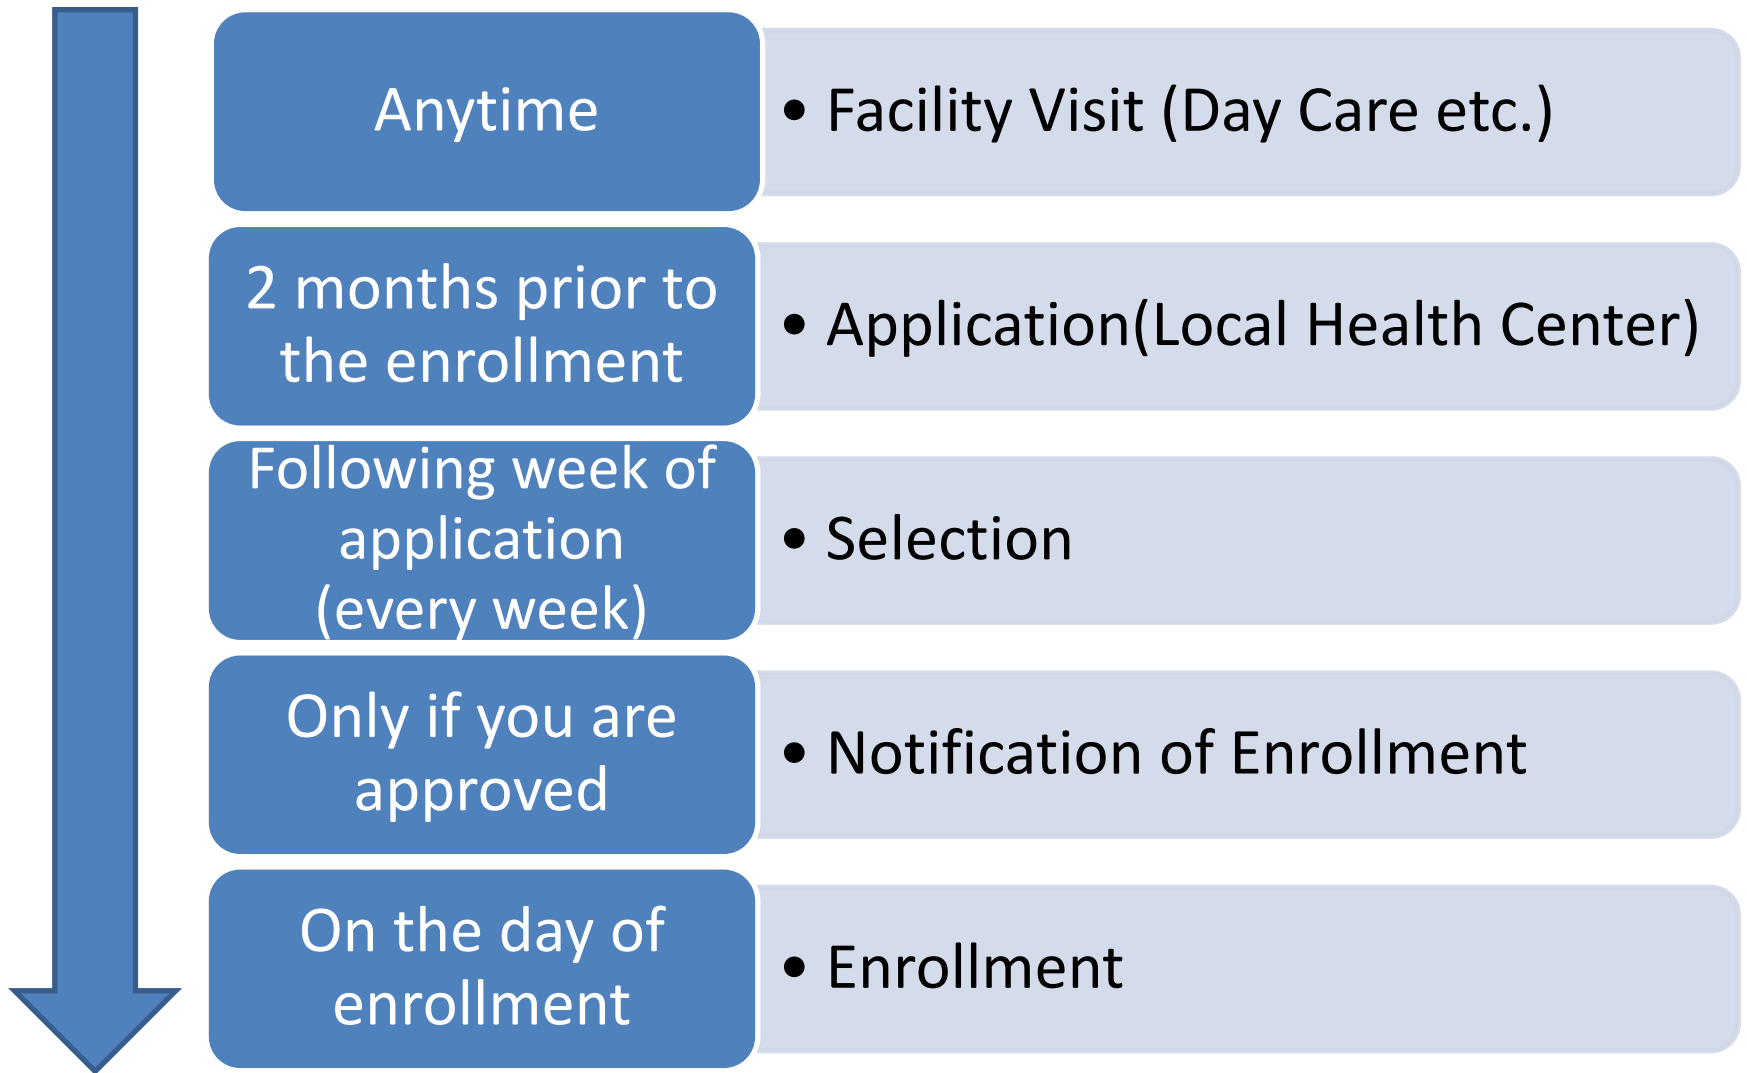 Anytime
• Facility Visit (Day Care etc.)
2 months prior to
the enrollment
• Application(Local Health Center)
Following week of
application
(every week)
• Selection
Only if you are
approved
• Notification of Enrollment
On the day of
enrollment
• Enrollment